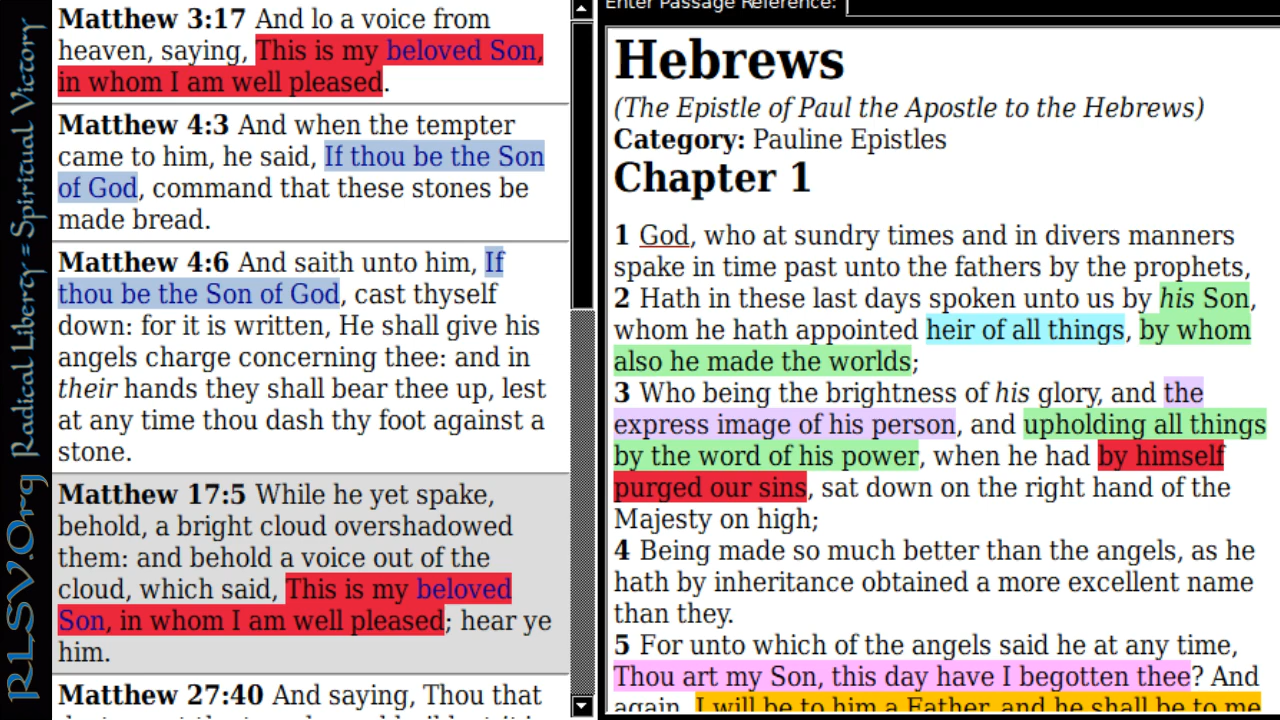 RLSV.Org Radical Liberty = Spiritual Victory
Matthew 3:17 And lo a voice from
heaven, saying, This is my beloved Son,
in whom I am well pleased.
Matthew 4:3 And when the tempter
came to him, he said, If thou be the Son
of God, command that these stones be
made bread.
Matthew 4:6 And saith unto him, If
thou be the Son of God, cast thyself
down: for it is written, He shall give his
angels charge concerning thee: and in
their hands they shall bear thee up, lest
at any time thou dash thy foot against a
stone.
Matthew 17:5 While he yet spake,
behold, a bright cloud overshadowed
them: and behold a voice out of the
cloud, which said, This is my beloved
Son, in whom I am well pleased; hear ye
him.
Matthew 27:40 And saying, Thou that
Enter Passage Reference:
Hebrews
(The Epistle of Paul the Apostle to the Hebrews)
Category: Pauline Epistles
Chapter 1
1 God, who at sundry times and in divers manners
spake in time past unto the fathers by the prophets,
2 Hath in these last days spoken unto us by his Son,
whom he hath appointed heir of all things, by whom
also he made the worlds;
3 Who being the brightness of his glory, and the
express image of his person, and upholding all things
by the word of his power, when he had by himself
purged our sins, sat down on the right hand of the
Majesty on high;
4 Being made so much better than the angels, as he
hath by inheritance obtained a more excellent name
than they.
5 For unto which of the angels said he at any time,
Thou art my Son, this day have I begotten thee? And
again, I will be to him a Father, and he shall be to me